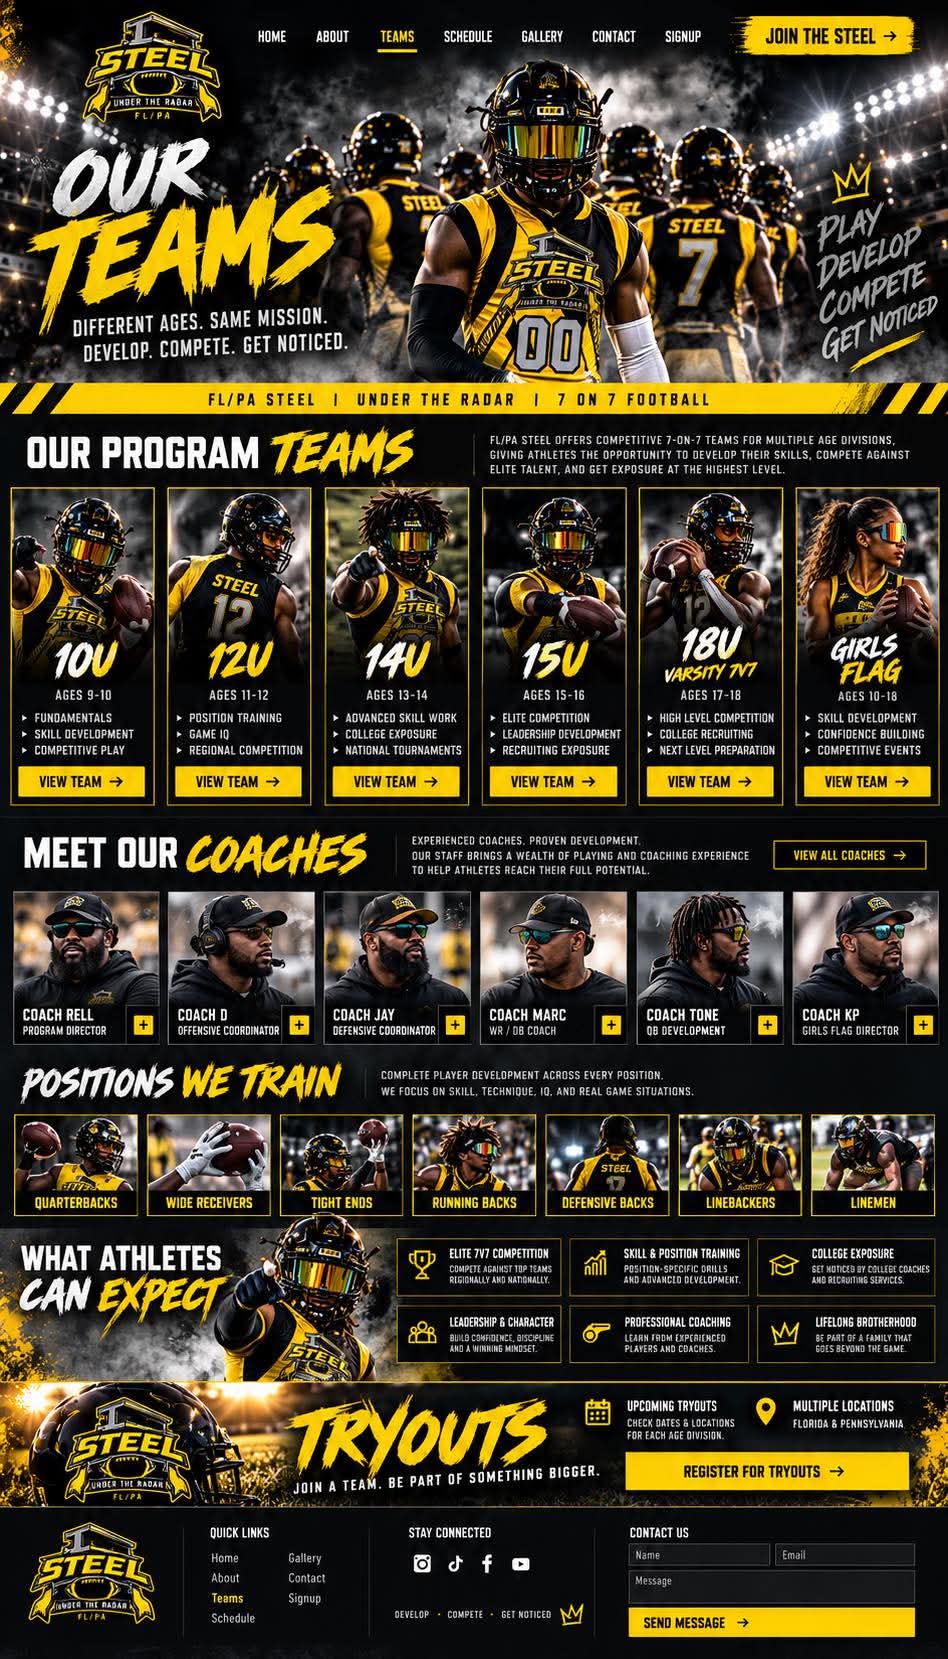 STEEL
UNDER THE RADAR
FL/PA
HOME
ABOUT
TEAMS
SCHEDULE
GALLERY
CONTACT
SIGNUP
JOIN THE STEEL →
OUR
TEAMS
DIFFERENT AGES. SAME MISSION.
DEVELOP. COMPETE. GET NOTICED.
STEEL
STEEL
UNDER THE RADAR
00
STEEL
7
PLAY
DEVELOP
COMPETE
GET NOTICED
FL/PA STEEL | UNDER THE RADAR | 7 ON 7 FOOTBALL
OUR PROGRAM TEAMS
FL/PA STEEL OFFERS COMPETITIVE 7-ON-7 TEAMS FOR MULTIPLE AGE DIVISIONS,
GIVING ATHLETES THE OPPORTUNITY TO DEVELOP THEIR SKILLS, COMPETE AGAINST
ELITE TALENT, AND GET EXPOSURE AT THE HIGHEST LEVEL.
STEEL
10U
AGES 9-10
FUNDAMENTALS
SKILL DEVELOPMENT
COMPETITIVE PLAY
VIEW TEAM →
STEEL
12
12U
AGES 11-12
POSITION TRAINING
GAME IQ
REGIONAL COMPETITION
VIEW TEAM →
STEEL
14U
AGES 13-14
ADVANCED SKILL WORK
COLLEGE EXPOSURE
NATIONAL TOURNAMENTS
VIEW TEAM →
15U
AGES 15-16
ELITE COMPETITION
LEADERSHIP DEVELOPMENT
RECRUITING EXPOSURE
VIEW TEAM →
12
18U
VARSITY 7V7
AGES 17-18
HIGH LEVEL COMPETITION
COLLEGE RECRUITING
NEXT LEVEL PREPARATION
VIEW TEAM →
GIRLS
FLAG
AGES 10-18
SKILL DEVELOPMENT
CONFIDENCE BUILDING
COMPETITIVE EVENTS
VIEW TEAM →
MEET OUR COACHES
EXPERIENCED COACHES. PROVEN DEVELOPMENT.
OUR STAFF BRINGS A WEALTH OF PLAYING AND COACHING EXPERIENCE
TO HELP ATHLETES REACH THEIR FULL POTENTIAL.
VIEW ALL COACHES →
COACH RELL
PROGRAM DIRECTOR
+
COACH D
OFFENSIVE COORDINATOR
+
COACH JAY
DEFENSIVE COORDINATOR
+
COACH MARC
WR / DB COACH
+
COACH TONE
QB DEVELOPMENT
+
COACH KP
GIRLS FLAG DIRECTOR
+
POSITIONS WE TRAIN
COMPLETE PLAYER DEVELOPMENT ACROSS EVERY POSITION.
WE FOCUS ON SKILL, TECHNIQUE, IQ, AND REAL GAME SITUATIONS.
QUARTERBACKS
WIDE RECEIVERS
TIGHT ENDS
RUNNING BACKS
STEEL
DEFENSIVE BACKS
LINEBACKERS
LINEMEN
WHAT ATHLETES
CAN EXPECT
STEEL
ELITE 7V7 COMPETITION
COMPETE AGAINST TOP TEAMS
REGIONALLY AND NATIONALLY.
SKILL & POSITION TRAINING
POSITION-SPECIFIC DRILLS
AND ADVANCED DEVELOPMENT.
COLLEGE EXPOSURE
GET NOTICED BY COLLEGE COACHES
AND RECRUITING SERVICES.
LEADERSHIP & CHARACTER
BUILD CONFIDENCE, DISCIPLINE
AND A WINNING MINDSET.
PROFESSIONAL COACHING
LEARN FROM EXPERIENCED
PLAYERS AND COACHES.
LIFELONG BROTHERHOOD
BE PART OF A FAMILY THAT
GOES BEYOND THE GAME.
STEEL
UNDER THE RADAR
FL/PA
TRYOUTS
JOIN A TEAM. BE PART OF SOMETHING BIGGER.
UPCOMING TRYOUTS
CHECK DATES & LOCATIONS
FOR EACH AGE DIVISION.
MULTIPLE LOCATIONS
FLORIDA & PENNSYLVANIA
REGISTER FOR TRYOUTS →
STEEL
UNDER THE RADAR
FL/PA
QUICK LINKS
Home
About
Teams
Schedule
Gallery
Contact
Signup
STAY CONNECTED
DEVELOP • COMPETE • GET NOTICED
CONTACT US
Name
Email
Message
SEND MESSAGE →